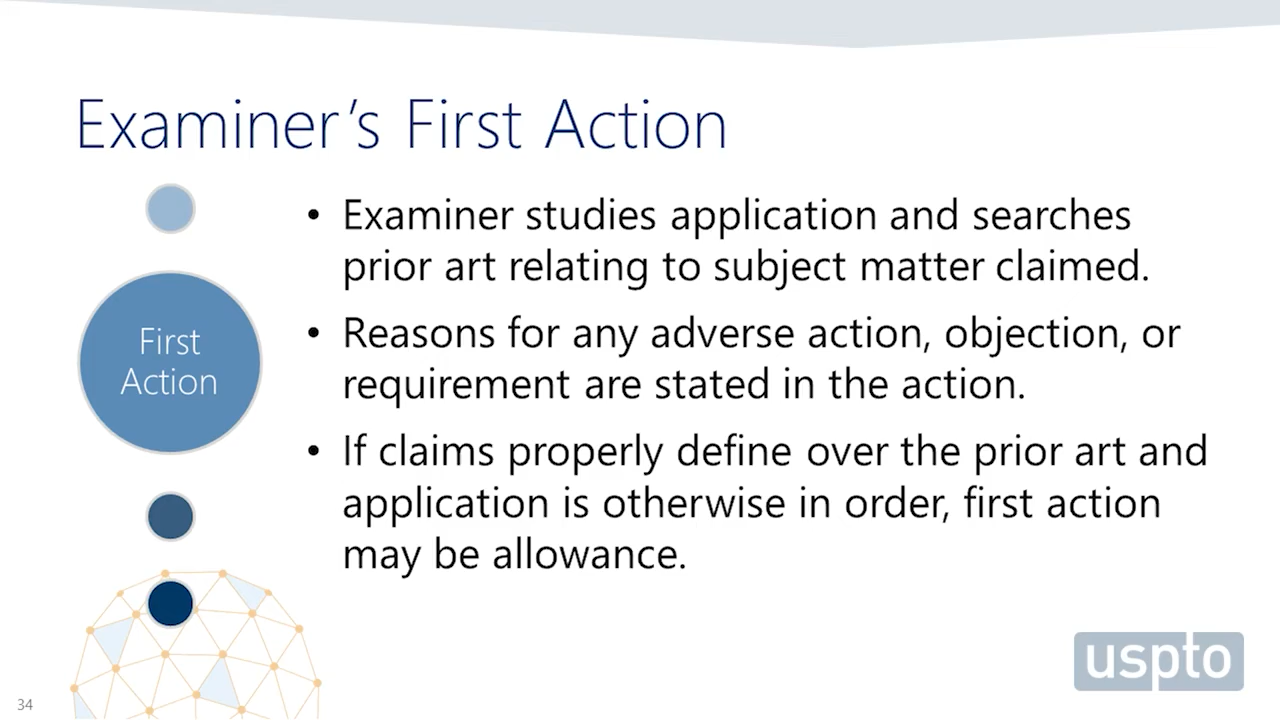 Examiner’s First Action
First
Action
• Examiner studies application and searches
prior art relating to subject matter claimed.
• Reasons for any adverse action, objection, or
requirement are stated in the action.
• If claims properly define over the prior art and
application is otherwise in order, first action
may be allowance.
uspto
34